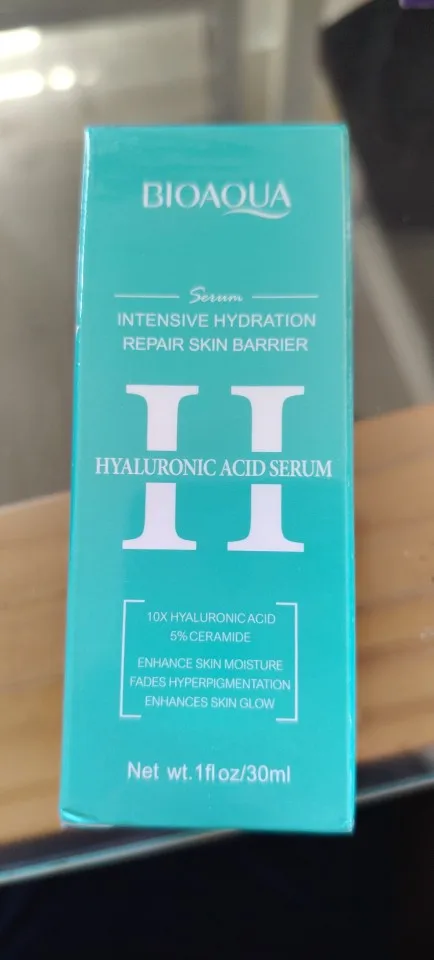 BIOAQUA
Serum
INTENSIVE HYDRATION
REPAIR SKIN BARRIER
H
HYALURONIC ACID SERUM
10X HYALURONIC ACID
5% CERAMIDE
ENHANCE SKIN MOISTURE
FADES HYPERPIGMENTATION
ENHANCES SKIN GLOW
Net wt.1fl oz/30ml